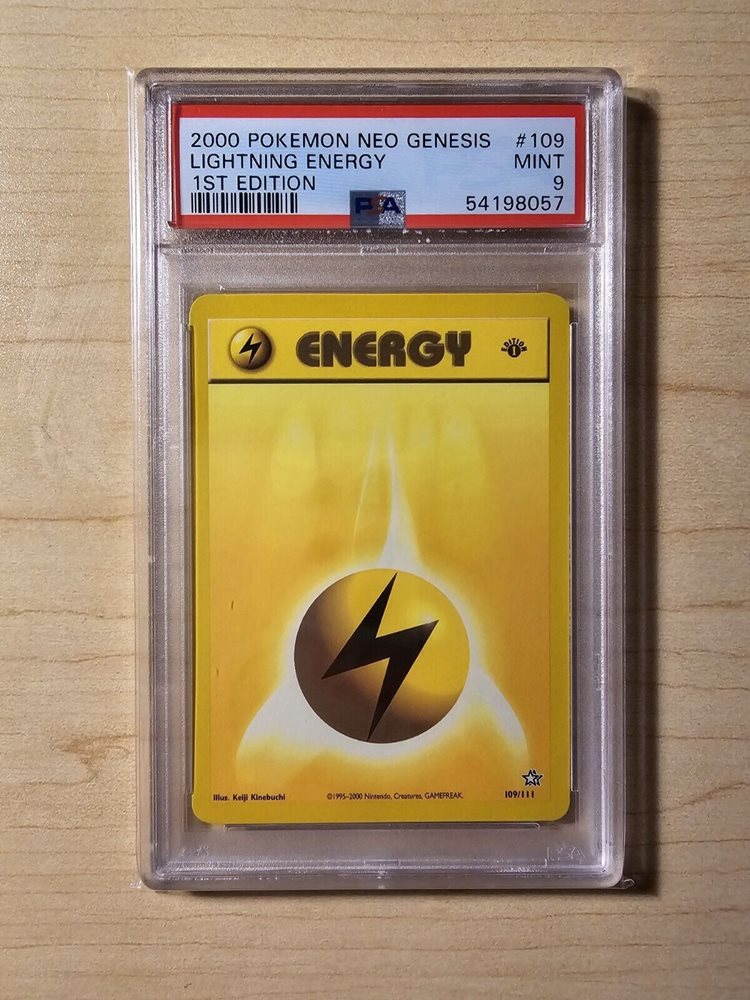 2000 POKEMON NEO GENESIS #109
LIGHTNING ENERGY MINT
1ST EDITION 9
PSA 54198057
ENERGY
EDITION 1
Illus. Keiji Kinebuchi ©1995-2000 Nintendo, Creatures, GAMEFREAK. 109/111